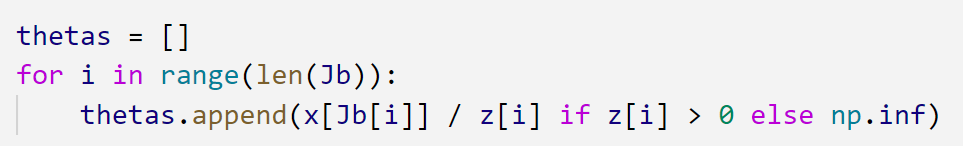 thetas = []
for i in range(len(Jb)):
    thetas.append(x[Jb[i]] / z[i] if z[i] > 0 else np.inf)